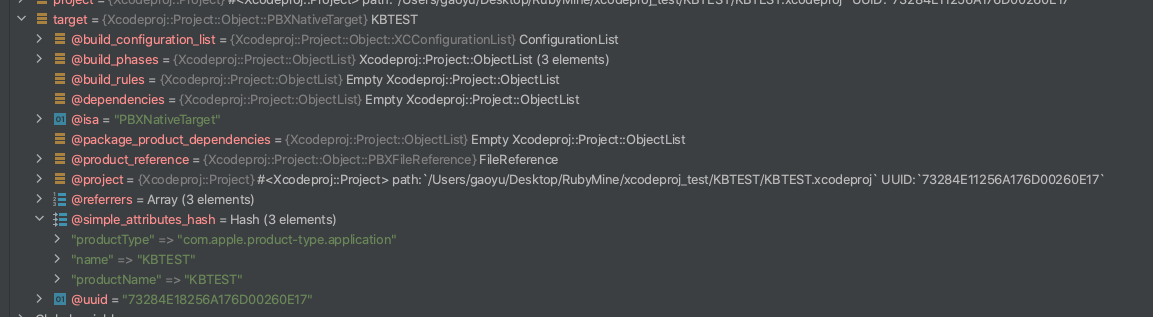 project = {Xcodeproj::Project} #<Xcodeproj::Project> path:`/Users/gaoyu/Desktop/RubyMine/xcodeproj_test/KBTEST/KBTEST.xcodeproj` UUID:`73284E11256A176D00260E17`
target = {Xcodeproj::Project::Object::PBXNativeTarget} KBTEST
@build_configuration_list = {Xcodeproj::Project::Object::XCConfigurationList} ConfigurationList
@build_phases = {Xcodeproj::Project::ObjectList} Xcodeproj::Project::ObjectList (3 elements)
@build_rules = {Xcodeproj::Project::ObjectList} Empty Xcodeproj::Project::ObjectList
@dependencies = {Xcodeproj::Project::ObjectList} Empty Xcodeproj::Project::ObjectList
01 @isa = "PBXNativeTarget"
@package_product_dependencies = {Xcodeproj::Project::ObjectList} Empty Xcodeproj::Project::ObjectList
@product_reference = {Xcodeproj::Project::Object::PBXFileReference} FileReference
@project = {Xcodeproj::Project} #<Xcodeproj::Project> path:`/Users/gaoyu/Desktop/RubyMine/xcodeproj_test/KBTEST/KBTEST.xcodeproj` UUID:`73284E11256A176D00260E17`
@referrers = Array (3 elements)
@simple_attributes_hash = Hash (3 elements)
"productType" => "com.apple.product-type.application"
"name" => "KBTEST"
"productName" => "KBTEST"
01 @uuid = "73284E18256A176D00260E17"